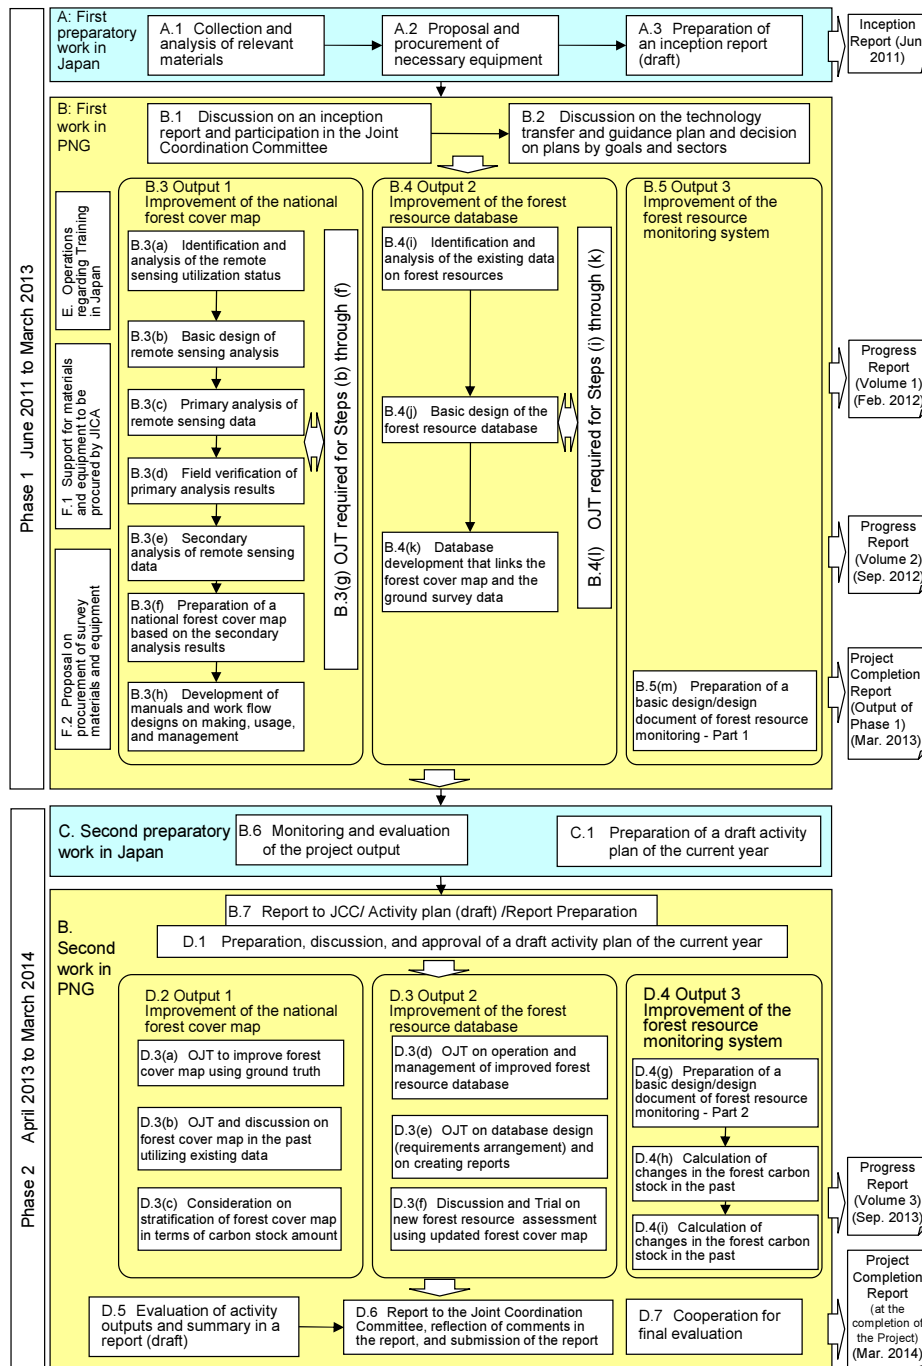 Phase 1 June 2011 to March 2013
A: First
preparatory
work in
Japan
A.1 Collection and
analysis of relevant
materials
A.2 Proposal and
procurement of
necessary equipment
A.3 Preparation of
an inception report
(draft)
Inception
Report (Jun.
2011)
B: First
work in
PNG
B.1 Discussion on an inception
report and participation in the Joint
Coordination Committee
B.2 Discussion on the technology
transfer and guidance plan and decision
on plans by goals and sectors
E. Operations
regarding Training
in Japan
F.1 Support for materials
and equipment to be
procured by JICA
F.2 Proposal on
procurement of survey
materials and equipment
B.3 Output 1
Improvement of the national
forest cover map
B.3(a) Identification and
analysis of the remote
sensing utilization status
B.3(b) Basic design of
remote sensing analysis
B.3(c) Primary analysis of
remote sensing data
B.3(d) Field verification of
primary analysis results
B.3(e) Secondary
analysis of remote sensing
data
B.3(f) Preparation of a
national forest cover map
based on the secondary
analysis results
B.3(h) Development of
manuals and work flow
designs on making, usage,
and management
B.3(g) OJT required for Steps (b) through (f)
B.4 Output 2
Improvement of the forest
resource database
B.4(i) Identification and
analysis of the existing data
on forest resources
B.4(j) Basic design of the
forest resource database
B.4(k) Database
development that links the
forest cover map and the
ground survey data
B.4(l) OJT required for Steps (i) through (k)
B.5 Output 3
Improvement of the
forest resource
monitoring system
B.5(m) Preparation of a
basic design/design
document of forest resource
monitoring - Part 1
Progress
Report
(Volume 1)
(Feb. 2012)
Progress
Report
(Volume 2)
(Sep. 2012)
Project
Completion
Report
(Output of
Phase 1)
(Mar. 2013)
Phase 2 April 2013 to March 2014
C. Second preparatory
work in Japan
B.6 Monitoring and evaluation
of the project output
C.1 Preparation of a draft activity
plan of the current year
B.
Second
work in
PNG
B.7 Report to JCC/ Activity plan (draft) /Report Preparation
D.1 Preparation, discussion, and approval of a draft activity plan of the current year
D.2 Output 1
Improvement of the national
forest cover map
D.3(a) OJT to improve forest
cover map using ground truth
D.3(b) OJT and discussion on
forest cover map in the past
utilizing existing data
D.3(c) Consideration on
stratification of forest cover map
in terms of carbon stock amount
D.3 Output 2
Improvement of the forest
resource database
D.3(d) OJT on operation and
management of improved forest
resource database
D.3(e) OJT on database design
(requirements arrangement) and
on creating reports
D.3(f) Discussion and Trial on
new forest resource assessment
using updated forest cover map
D.4 Output 3
Improvement of the
forest resource
monitoring system
D.4(g) Preparation of a
basic design/design
document of forest resource
monitoring - Part 2
D.4(h) Calculation of
changes in the forest carbon
stock in the past
D.4(i) Calculation of
changes in the forest carbon
stock in the past
Progress
Report
(Volume 3)
(Sep. 2013)
D.5 Evaluation of activity
outputs and summary in a
report (draft)
D.6 Report to the Joint Coordination
Committee, reflection of comments in
the report, and submission of the report
D.7 Cooperation for
final evaluation
Project
Completion
Report
(at the
completion of
the Project)
(Mar. 2014)